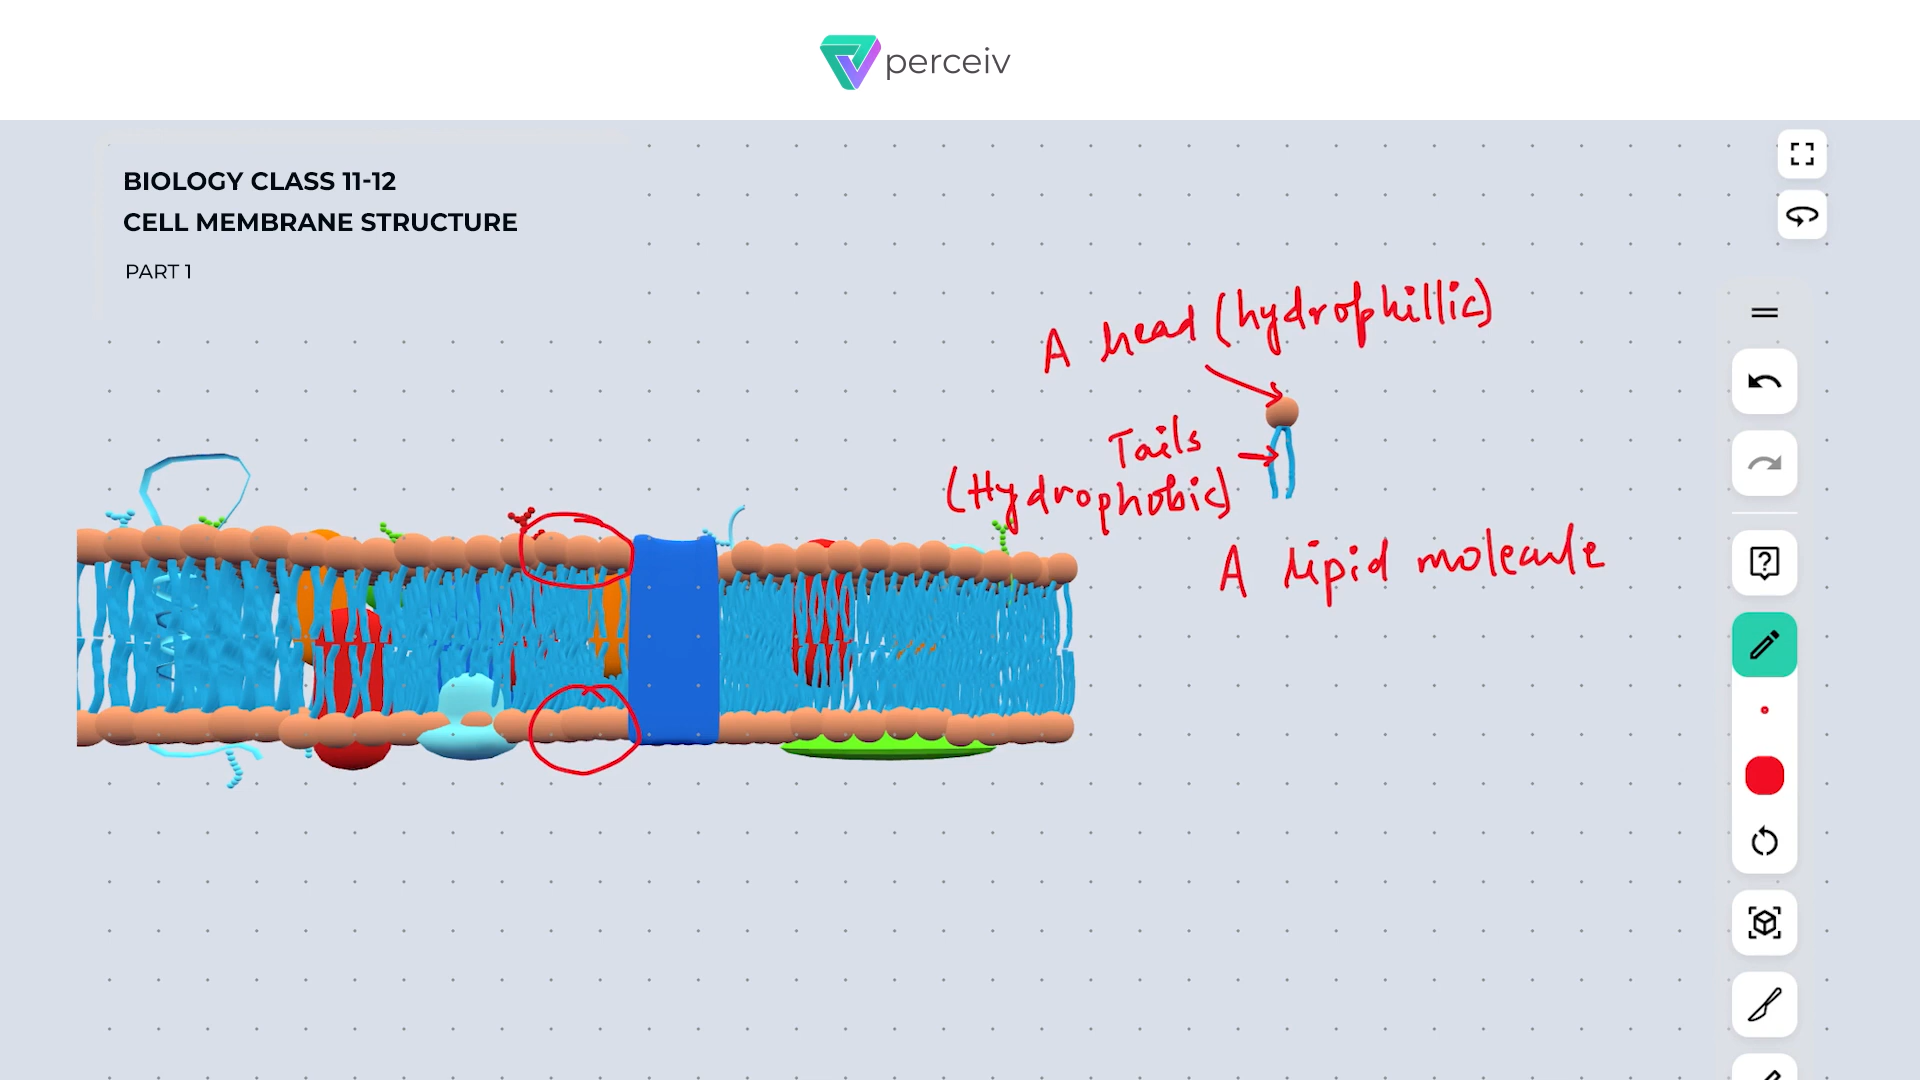 perceiv
BIOLOGY CLASS 11-12
CELL MEMBRANE STRUCTURE
PART 1
A head (hydrophillic)
Tails
(Hydrophobic)
A lipid molecule